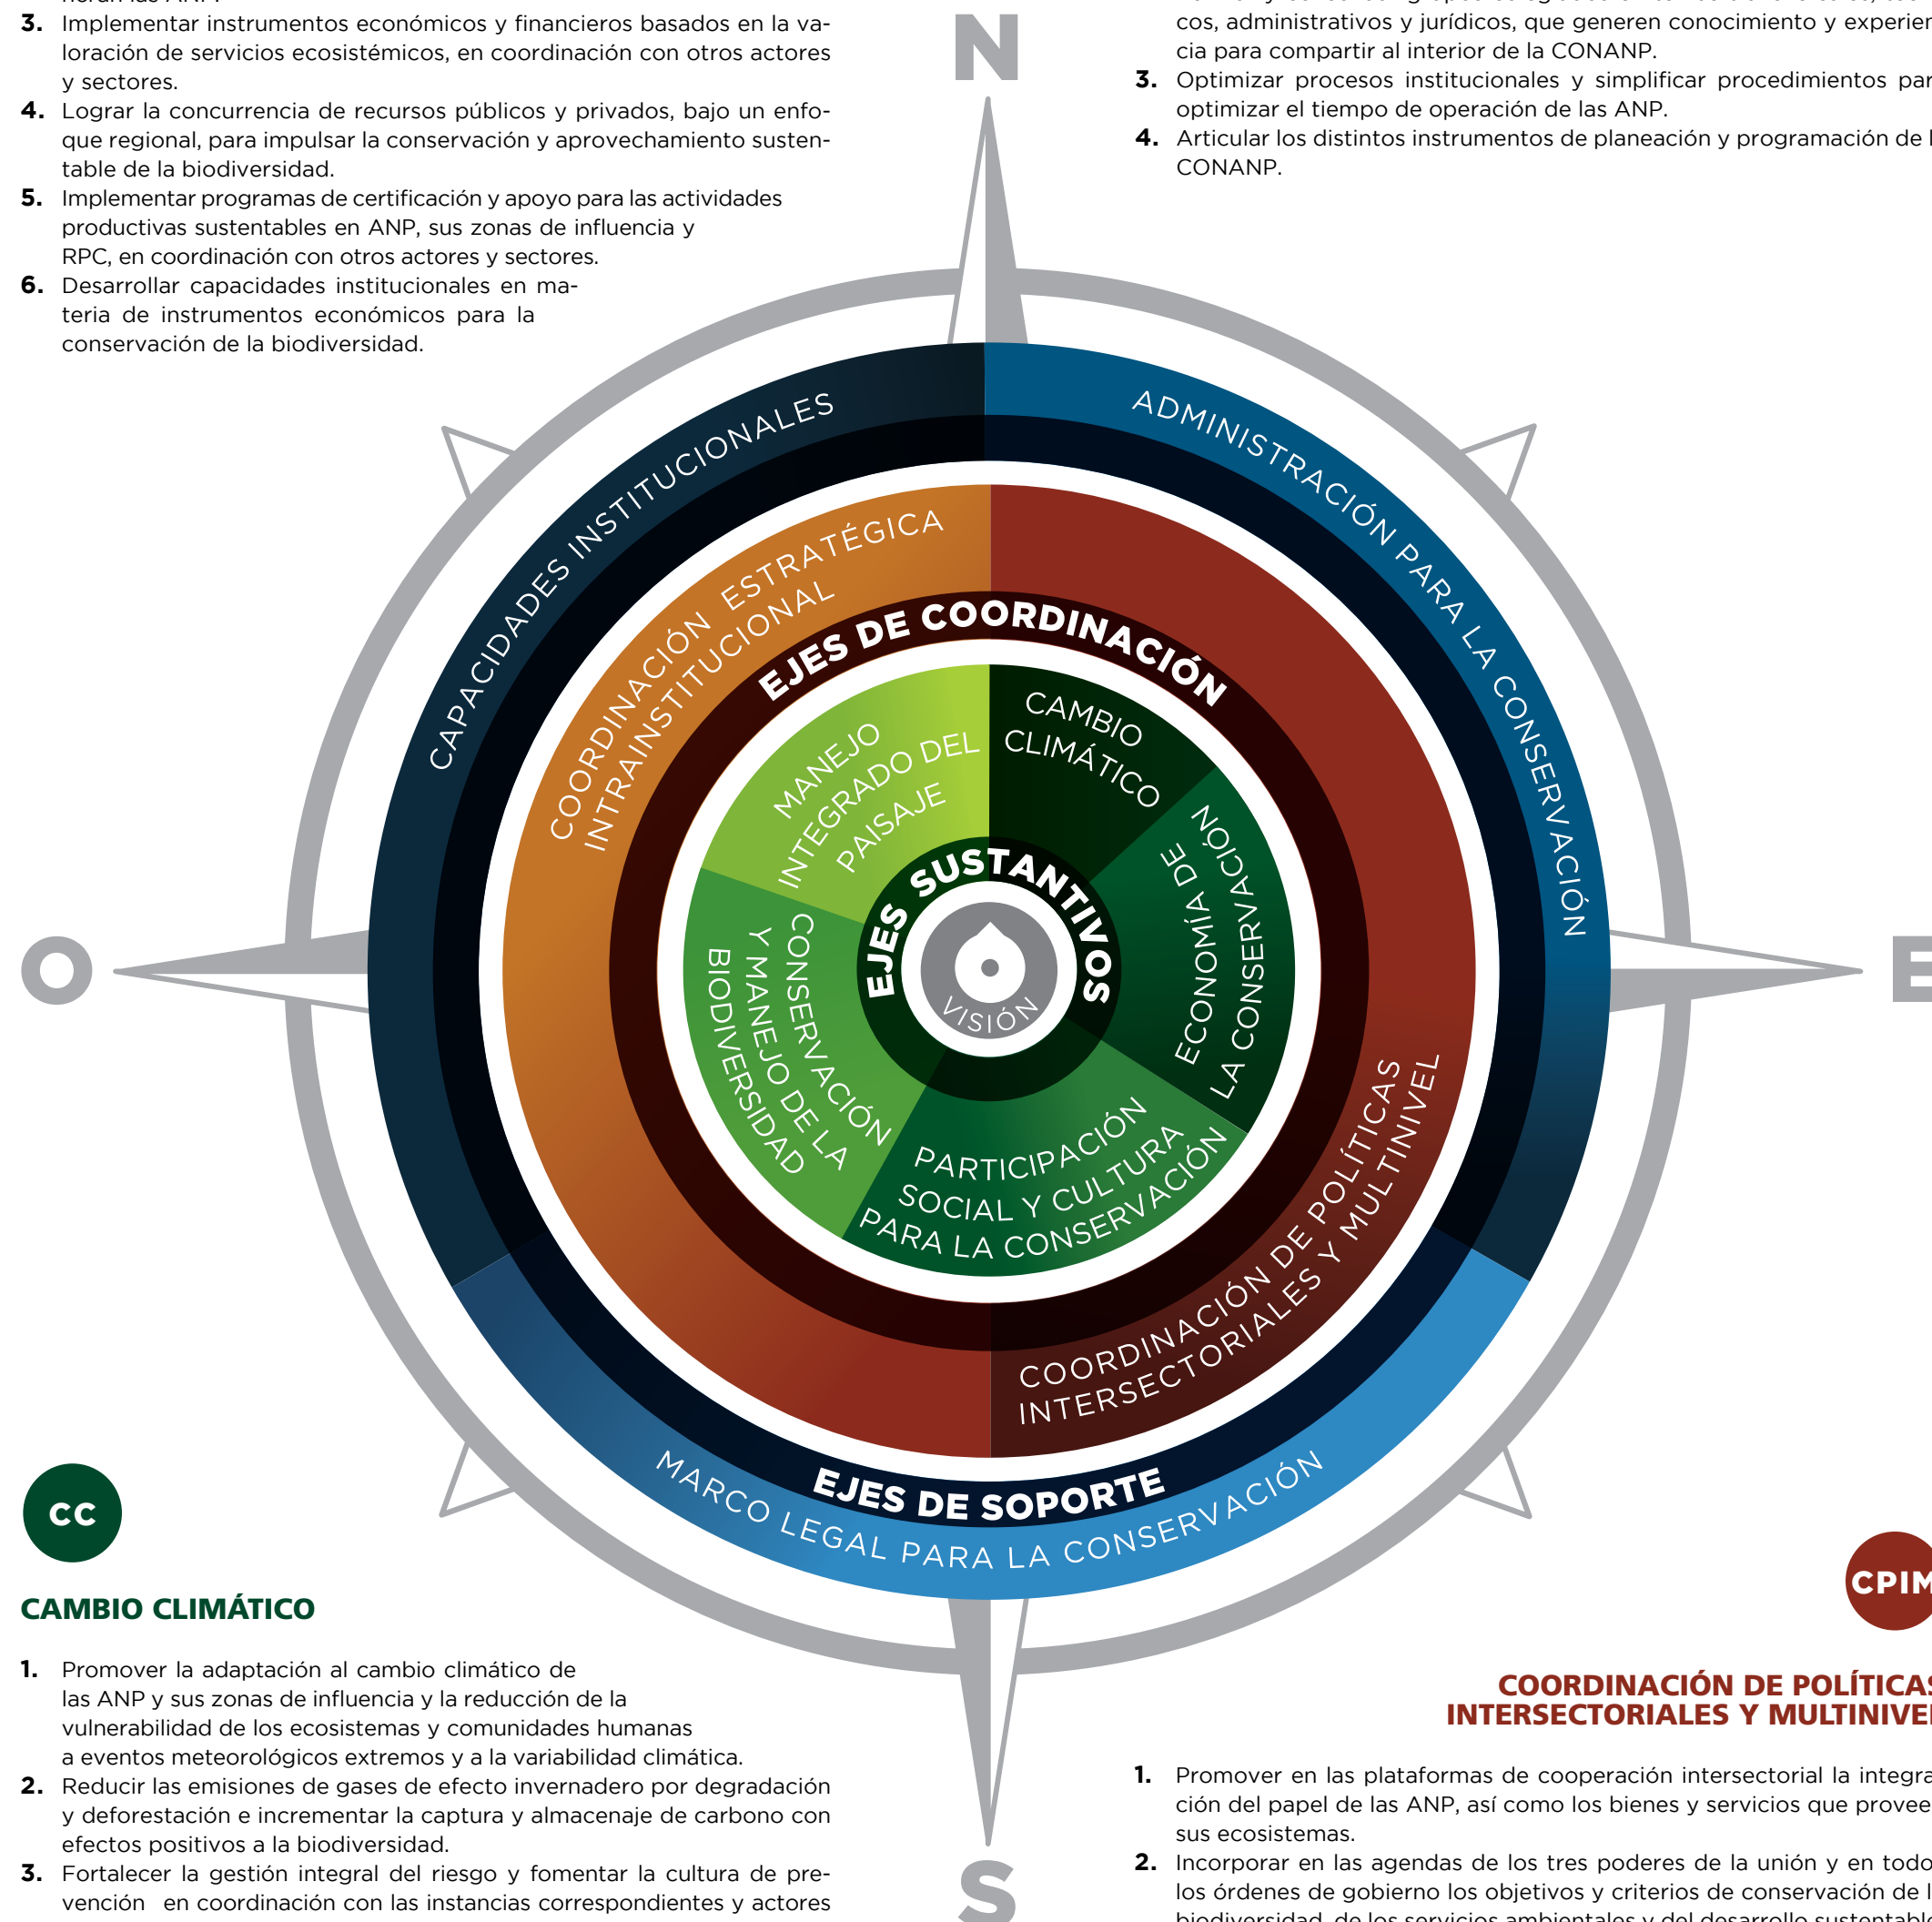 3. Implementar instrumentos económicos y financieros basados en la va-
loración de servicios ecosistémicos, en coordinación con otros actores
y sectores.
4. Lograr la concurrencia de recursos públicos y privados, bajo un enfo-
que regional, para impulsar la conservación y aprovechamiento susten-
table de la biodiversidad.
5. Implementar programas de certificación y apoyo para las actividades
productivas sustentables en ANP, sus zonas de influencia y
RPC, en coordinación con otros actores y sectores.
6. Desarrollar capacidades institucionales en ma-
teria de instrumentos económicos para la
conservación de la biodiversidad.
N
cos, administrativos y jurídicos, que generen conocimiento y experien
cia para compartir al interior de la CONANP.
3. Optimizar procesos institucionales y simplificar procedimientos par
optimizar el tiempo de operación de las ANP.
4. Articular los distintos instrumentos de planeación y programación de
CONANP.
CAPACIDADES INSTITUCIONALES
ADMINISTRACIÓN PARA LA CONSERVACIÓN
COORDINACIÓN ESTRATÉGICA
INTRAINSTITUCIONAL
EJES DE COORDINACIÓN
MANEJO
INTEGRADO DEL
PAISAJE
CAMBIO
CLIMÁTICO
ECONOMÍA DE
LA CONSERVACIÓN
EJES SUSTANTIVOS
VISIÓN
CONSERVACIÓN
Y MANEJO DE LA
BIODIVERSIDAD
PARTICIPACIÓN
SOCIAL Y CULTURA
PARA LA CONSERVACIÓN
O
E
COORDINACIÓN DE POLÍTICAS
INTERSECTORIALES Y MULTINIVEL
EJES DE SOPORTE
MARCO LEGAL PARA LA CONSERVACIÓN
CC
CAMBIO CLIMÁTICO
1. Promover la adaptación al cambio climático de
las ANP y sus zonas de influencia y la reducción de la
vulnerabilidad de los ecosistemas y comunidades humanas
a eventos meteorológicos extremos y a la variabilidad climática.
2. Reducir las emisiones de gases de efecto invernadero por degradación
y deforestación e incrementar la captura y almacenaje de carbono con
efectos positivos a la biodiversidad.
3. Fortalecer la gestión integral del riesgo y fomentar la cultura de pre-
vención en coordinación con las instancias correspondientes y actores
S
CPIM
COORDINACIÓN DE POLÍTICAS
INTERSECTORIALES Y MULTINIVEL
1. Promover en las plataformas de cooperación intersectorial la integra
ción del papel de las ANP, así como los bienes y servicios que provee
sus ecosistemas.
2. Incorporar en las agendas de los tres poderes de la unión y en todo
los órdenes de gobierno los objetivos y criterios de conservación de
biodiversidad, de los servicios ambientales y del desarrollo sustentable